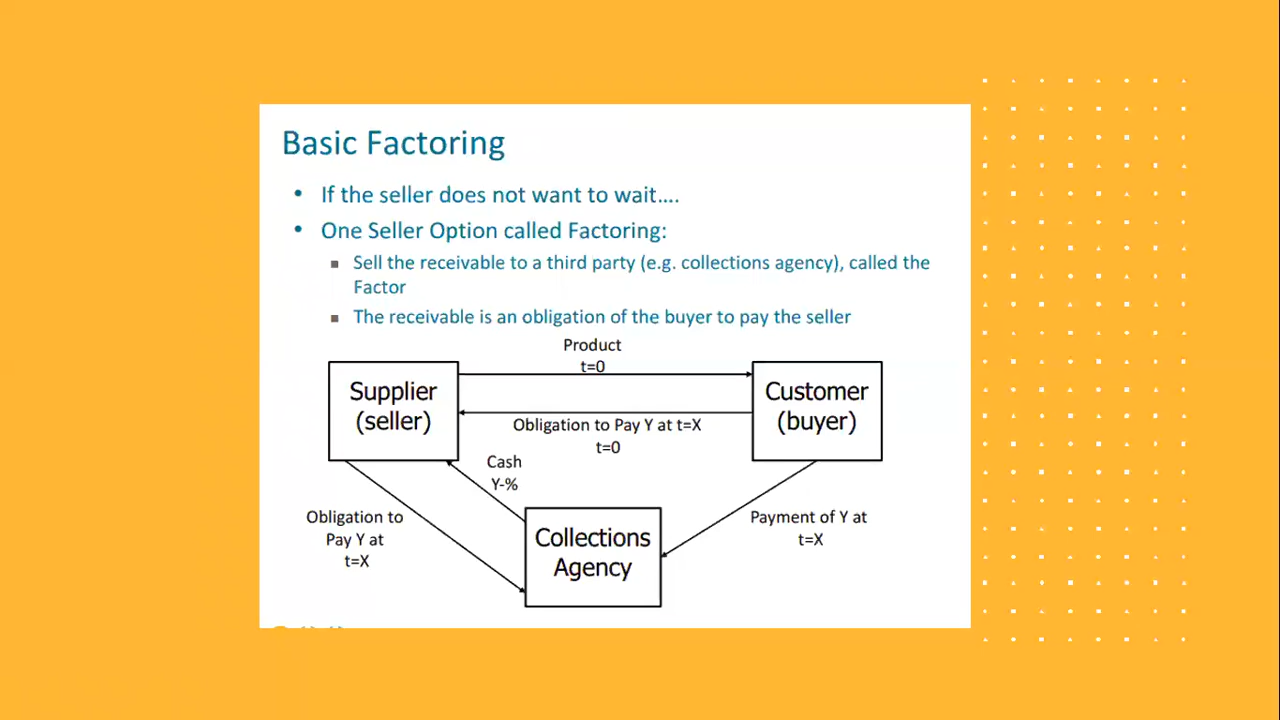 Basic Factoring
• If the seller does not want to wait....
• One Seller Option called Factoring:
▪ Sell the receivable to a third party (e.g. collections agency), called the
Factor
▪ The receivable is an obligation of the buyer to pay the seller
Product
t=0
Supplier
(seller)
Customer
(buyer)
Obligation to Pay Y at t=X
t=0
Cash
Y-%
Obligation to
Pay Y at
t=X
Collections
Agency
Payment of Y at
t=X